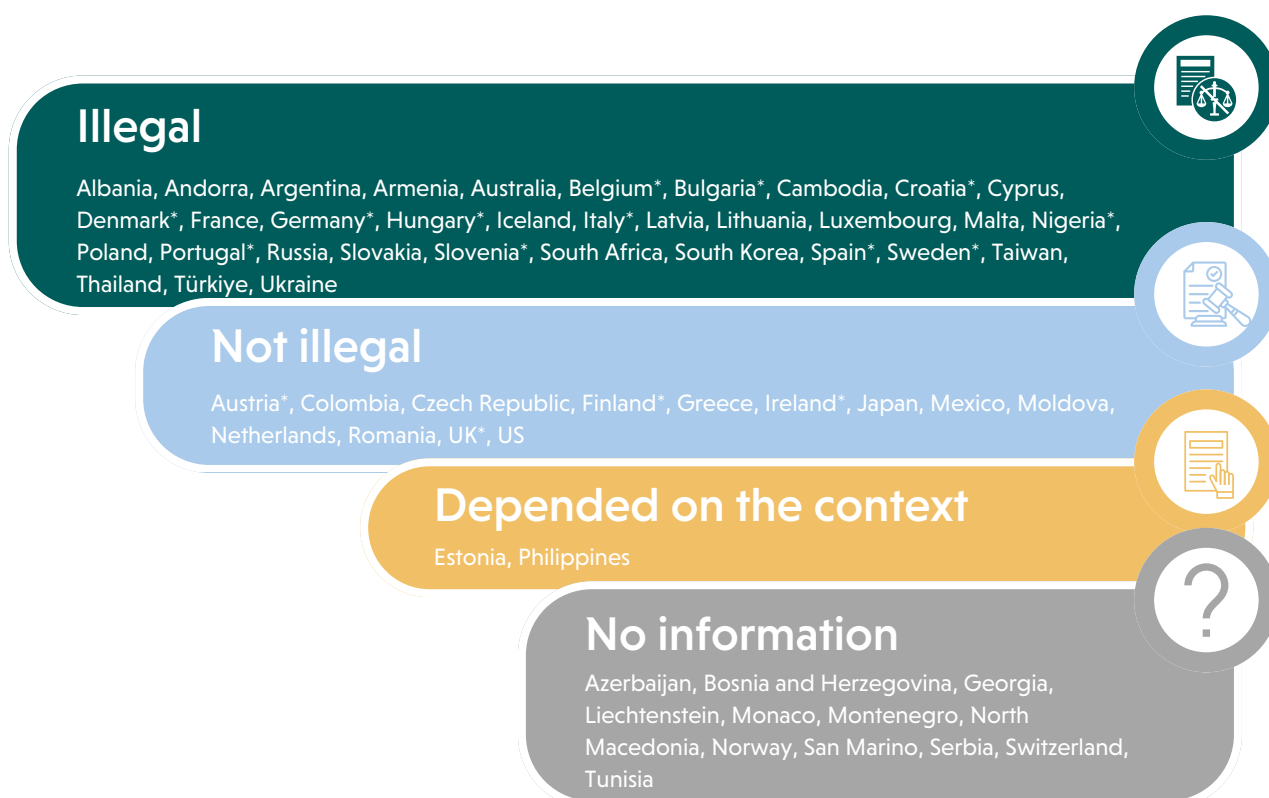 Illegal
Albania, Andorra, Argentina, Armenia, Australia, Belgium*, Bulgaria*, Cambodia, Croatia*, Cyprus,
Denmark*, France, Germany*, Hungary*, Iceland, Italy*, Latvia, Lithuania, Luxembourg, Malta, Nigeria*,
Poland, Portugal*, Russia, Slovakia, Slovenia*, South Africa, South Korea, Spain*, Sweden*, Taiwan,
Thailand, Türkiye, Ukraine
Not illegal
Austria*, Colombia, Czech Republic, Finland*, Greece, Ireland*, Japan, Mexico, Moldova,
Netherlands, Romania, UK*, US
Depended on the context
Estonia, Philippines
?
No information
Azerbaijan, Bosnia and Herzegovina, Georgia,
Liechtenstein, Monaco, Montenegro, North
Macedonia, Norway, San Marino, Serbia, Switzerland,
Tunisia